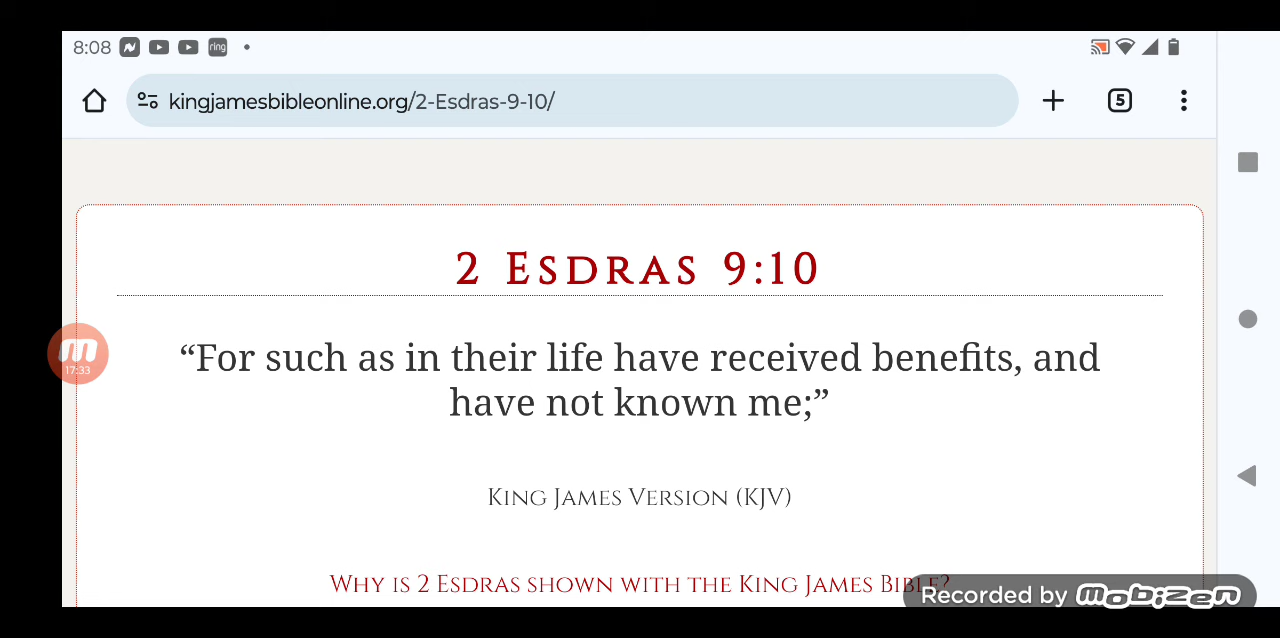 8:08 ring
kingjamesbibleonline.org/2-Esdras-9-10/ 5
2 Esdras 9:10
“For such as in their life have received benefits, and
have not known me;”
17:33
King James Version (KJV)
Why is 2 Esdras shown with the King James Bible?
Recorded by mobizen